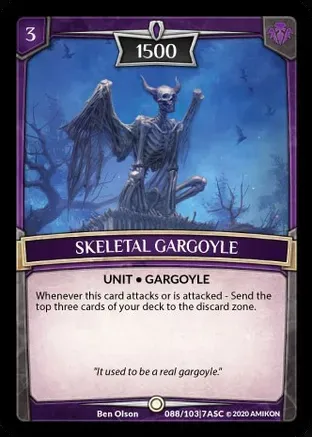 3
1500
SKELETAL GARGOYLE
UNIT • GARGOYLE
Whenever this card attacks or is attacked - Send the
top three cards of your deck to the discard zone.
"It used to be a real gargoyle."
Ben Olson 088/103|7ASC ©2020 AMIKON